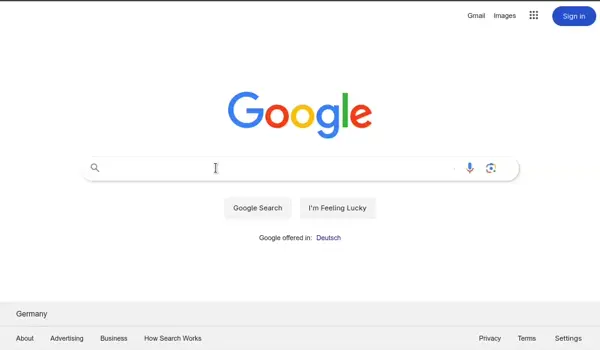 Gmail Images Sign in
Google
Google Search I'm Feeling Lucky
Google offered in: Deutsch
Germany
About Advertising Business How Search Works Privacy Terms Settings